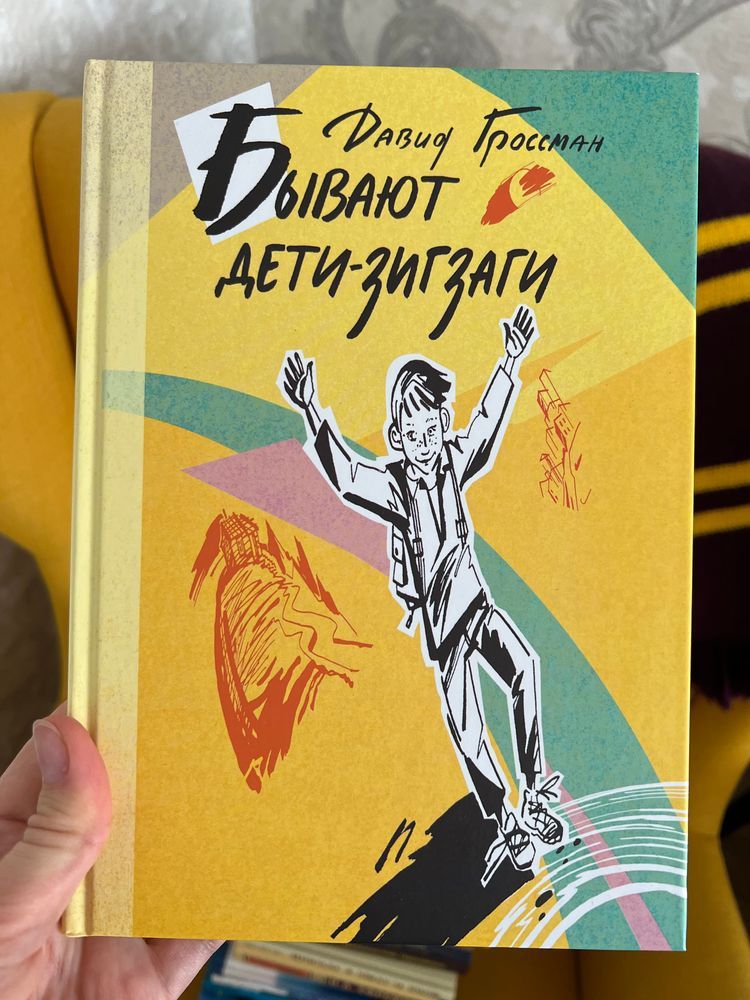 Давид Гроссман
Бывают
дети-зигзаги